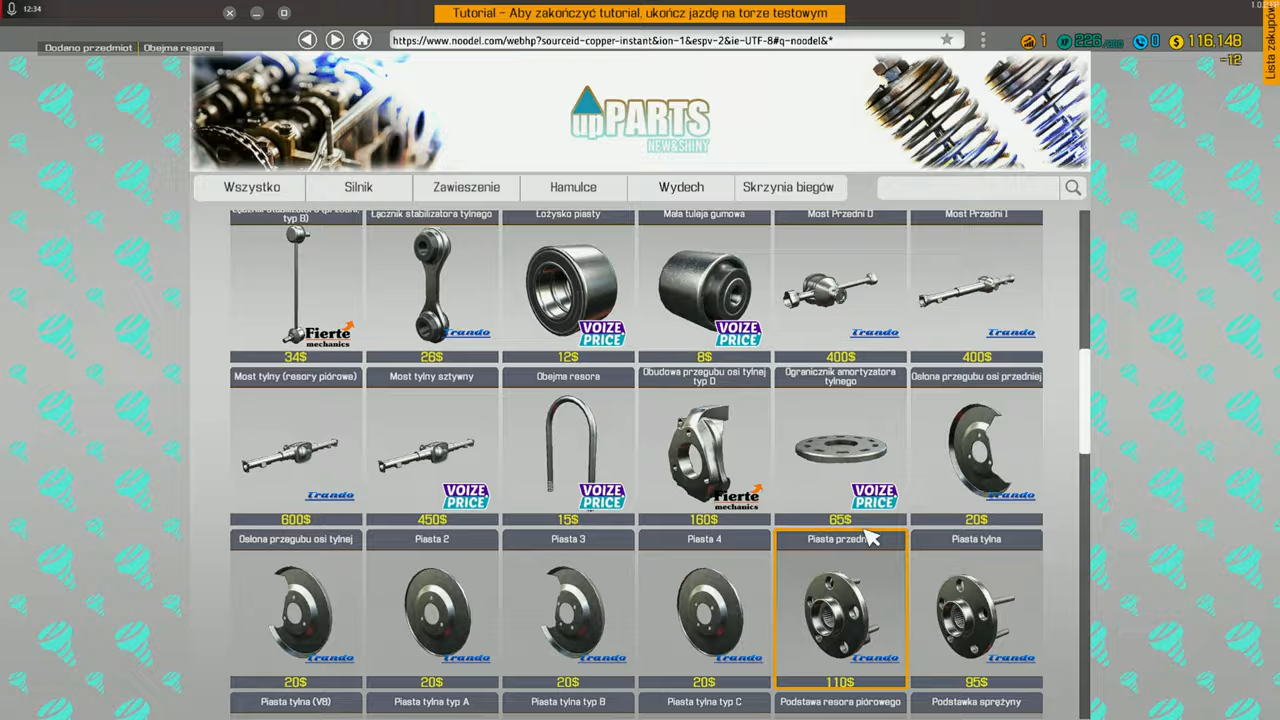 12:34
Tutorial - Aby zakończyć tutorial, ukończ jazdę na torze testowym
Lista zakupów
Dodano przedmiot Obejma resora
https://www.noodel.com/webhp?sourceid-copper-instant&ion-1&espv-2&ie-UTF-8#q-noodel&*
1
0
$ 116,148
-12
upPARTS
NEW&SHINY
Wszystko Silnik Zawieszenie Hamulce Wydech Skrzynia biegów
Łącznik stabilizatora (przedni, typ B)
Łącznik stabilizatora tylnego
Łożysko piasty
Mała tuleja gumowa
Most Przedni D
Most Przedni I
Fierte mechanics
Trando
VOIZE PRICE
VOIZE PRICE
Trando
Trando
34$ 26$ 12$ 8$ 400$ 400$
Most tylny (resory piórowe)
Most tylny sztywny
Obejma resora
Obudowa przegubu osi tylnej typ D
Ogranicznik amortyzatora tylnego
Osłona przegubu osi przedniej
Trando
VOIZE PRICE
VOIZE PRICE
Fierte mechanics
VOIZE PRICE
Trando
600$ 450$ 15$ 160$ 65$ 20$
Osłona przegubu osi tylnej
Piasta 2
Piasta 3
Piasta 4
Piasta
Piasta tylna
Trando
Trando
Trando
Trando
Trando
Trando
20$ 20$ 20$ 20$ 110$ 95$
Piasta tylna (V8)
Piasta tylna typ A
Piasta tylna typ B
Piasta tylna typ C
Podstawa resora piórowego
Podstawka sprężyny